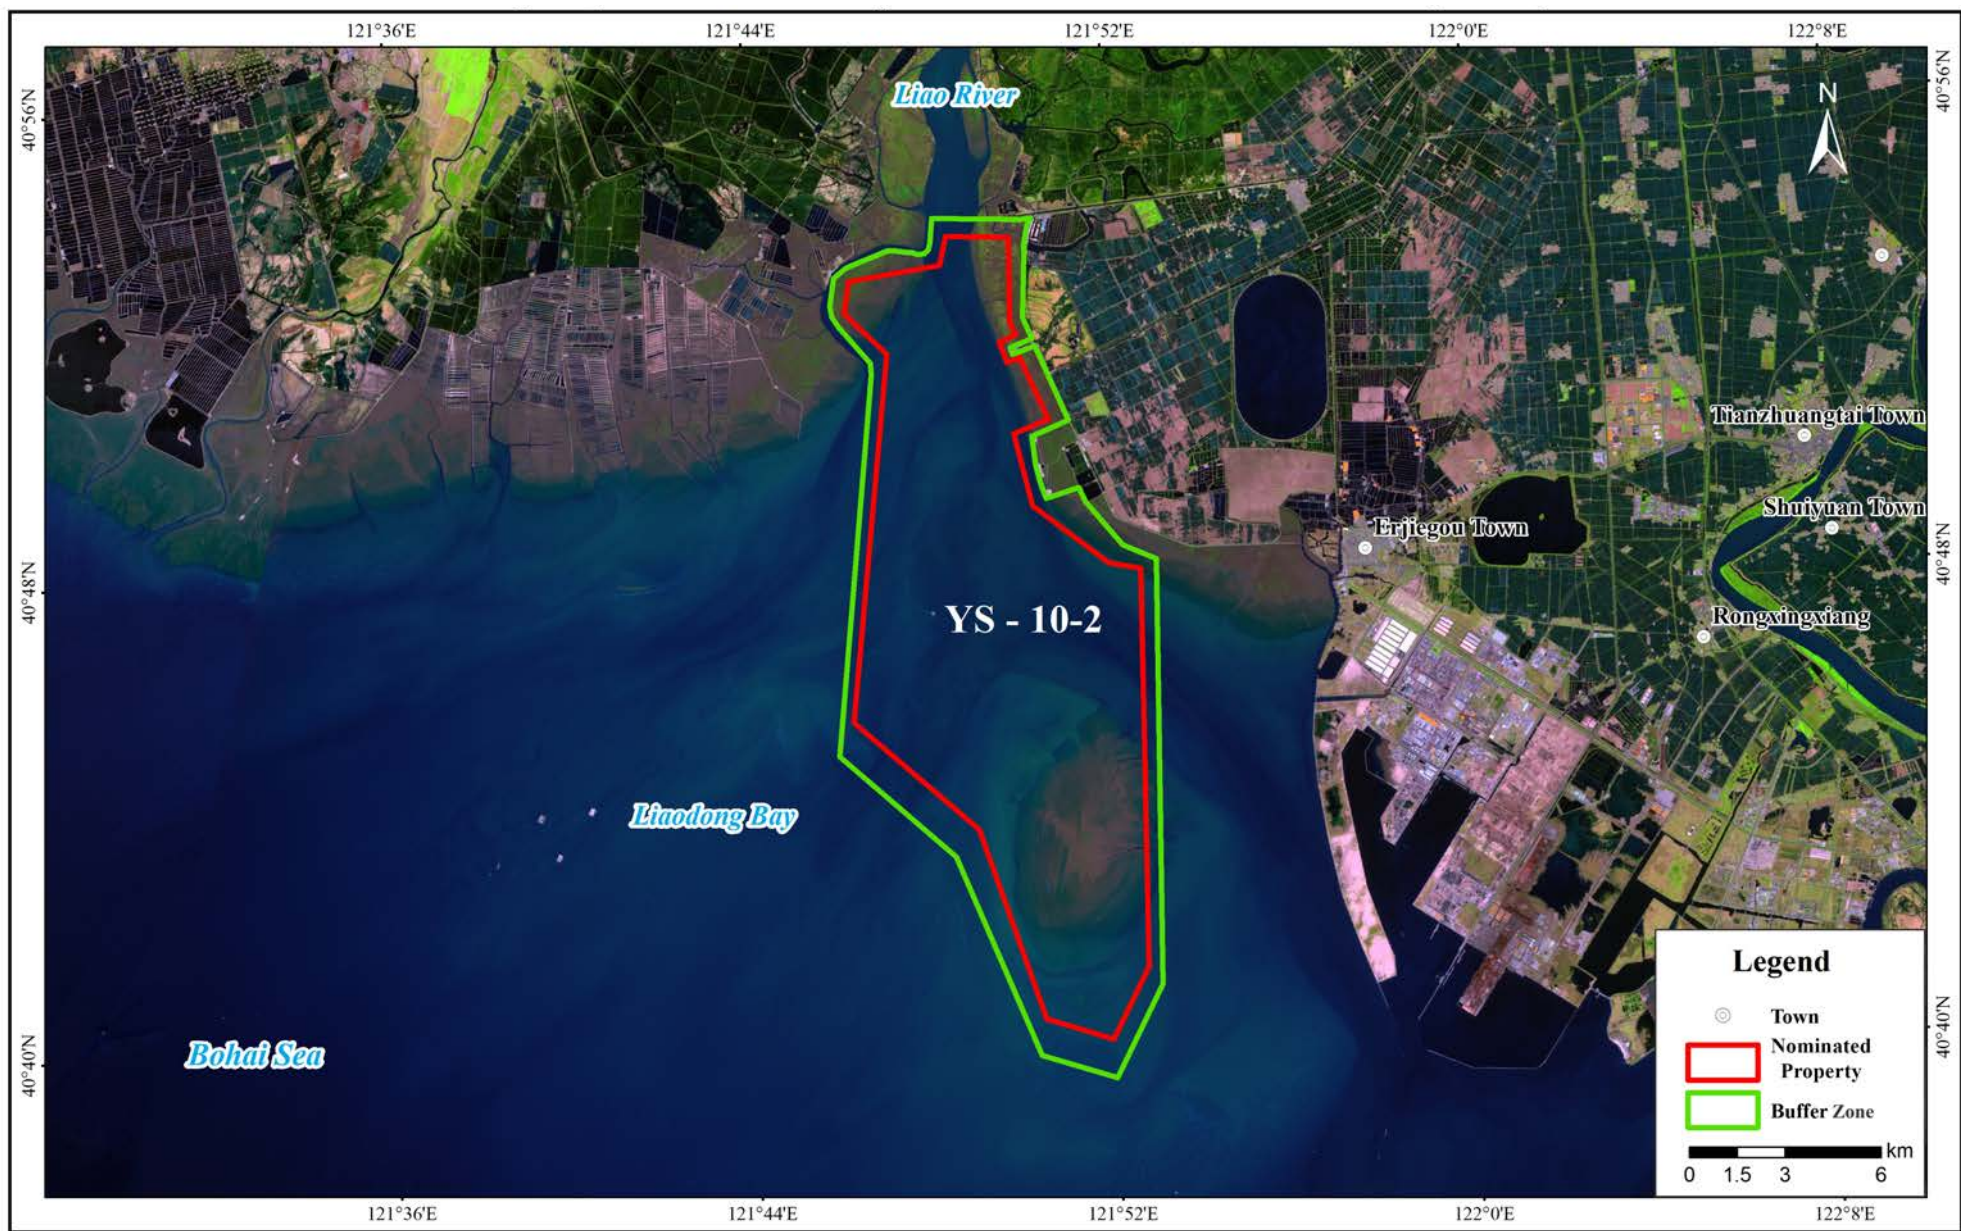 121°36'E
121°44'E
121°52'E
122°0'E
122°8'E
40°56'N
40°56'N
Liao River
N
Tianzhuangtai Town
Shuiyuan Town
Erjiegou Town
40°48'N
40°48'N
YS - 10-2
Rongxingxiang
Liaodong Bay
Bohai Sea
40°40'N
40°40'N
Legend
Town
Nominated
Property
Buffer Zone
km
0 1.5 3 6
121°36'E
121°44'E
121°52'E
122°0'E
122°8'E